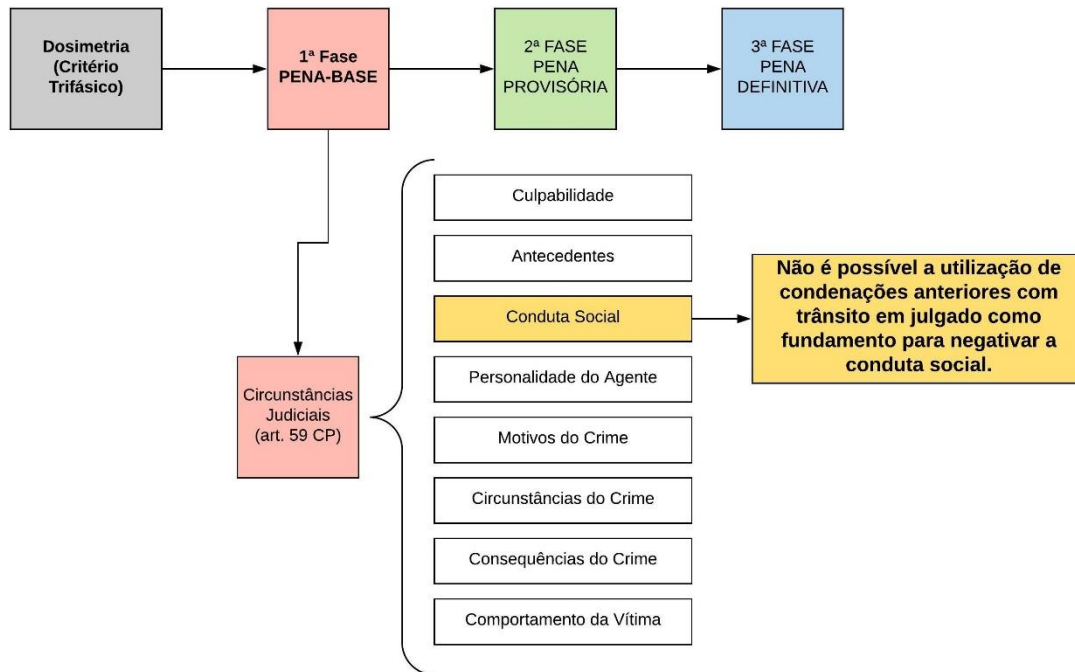 Dosimetria
(Critério
Trifásico)
1ª Fase
PENA-BASE
2ª FASE
PENA
PROVISÓRIA
3ª FASE
PENA
DEFINITIVA
Circunstâncias
Judiciais
(art. 59 CP)
Culpabilidade
Antecedentes
Conduta Social
Não é possível a utilização de
condenações anteriores com
trânsito em julgado como
fundamento para negativar a
conduta social.
Personalidade do Agente
Motivos do Crime
Circunstâncias do Crime
Consequências do Crime
Comportamento da Vítima